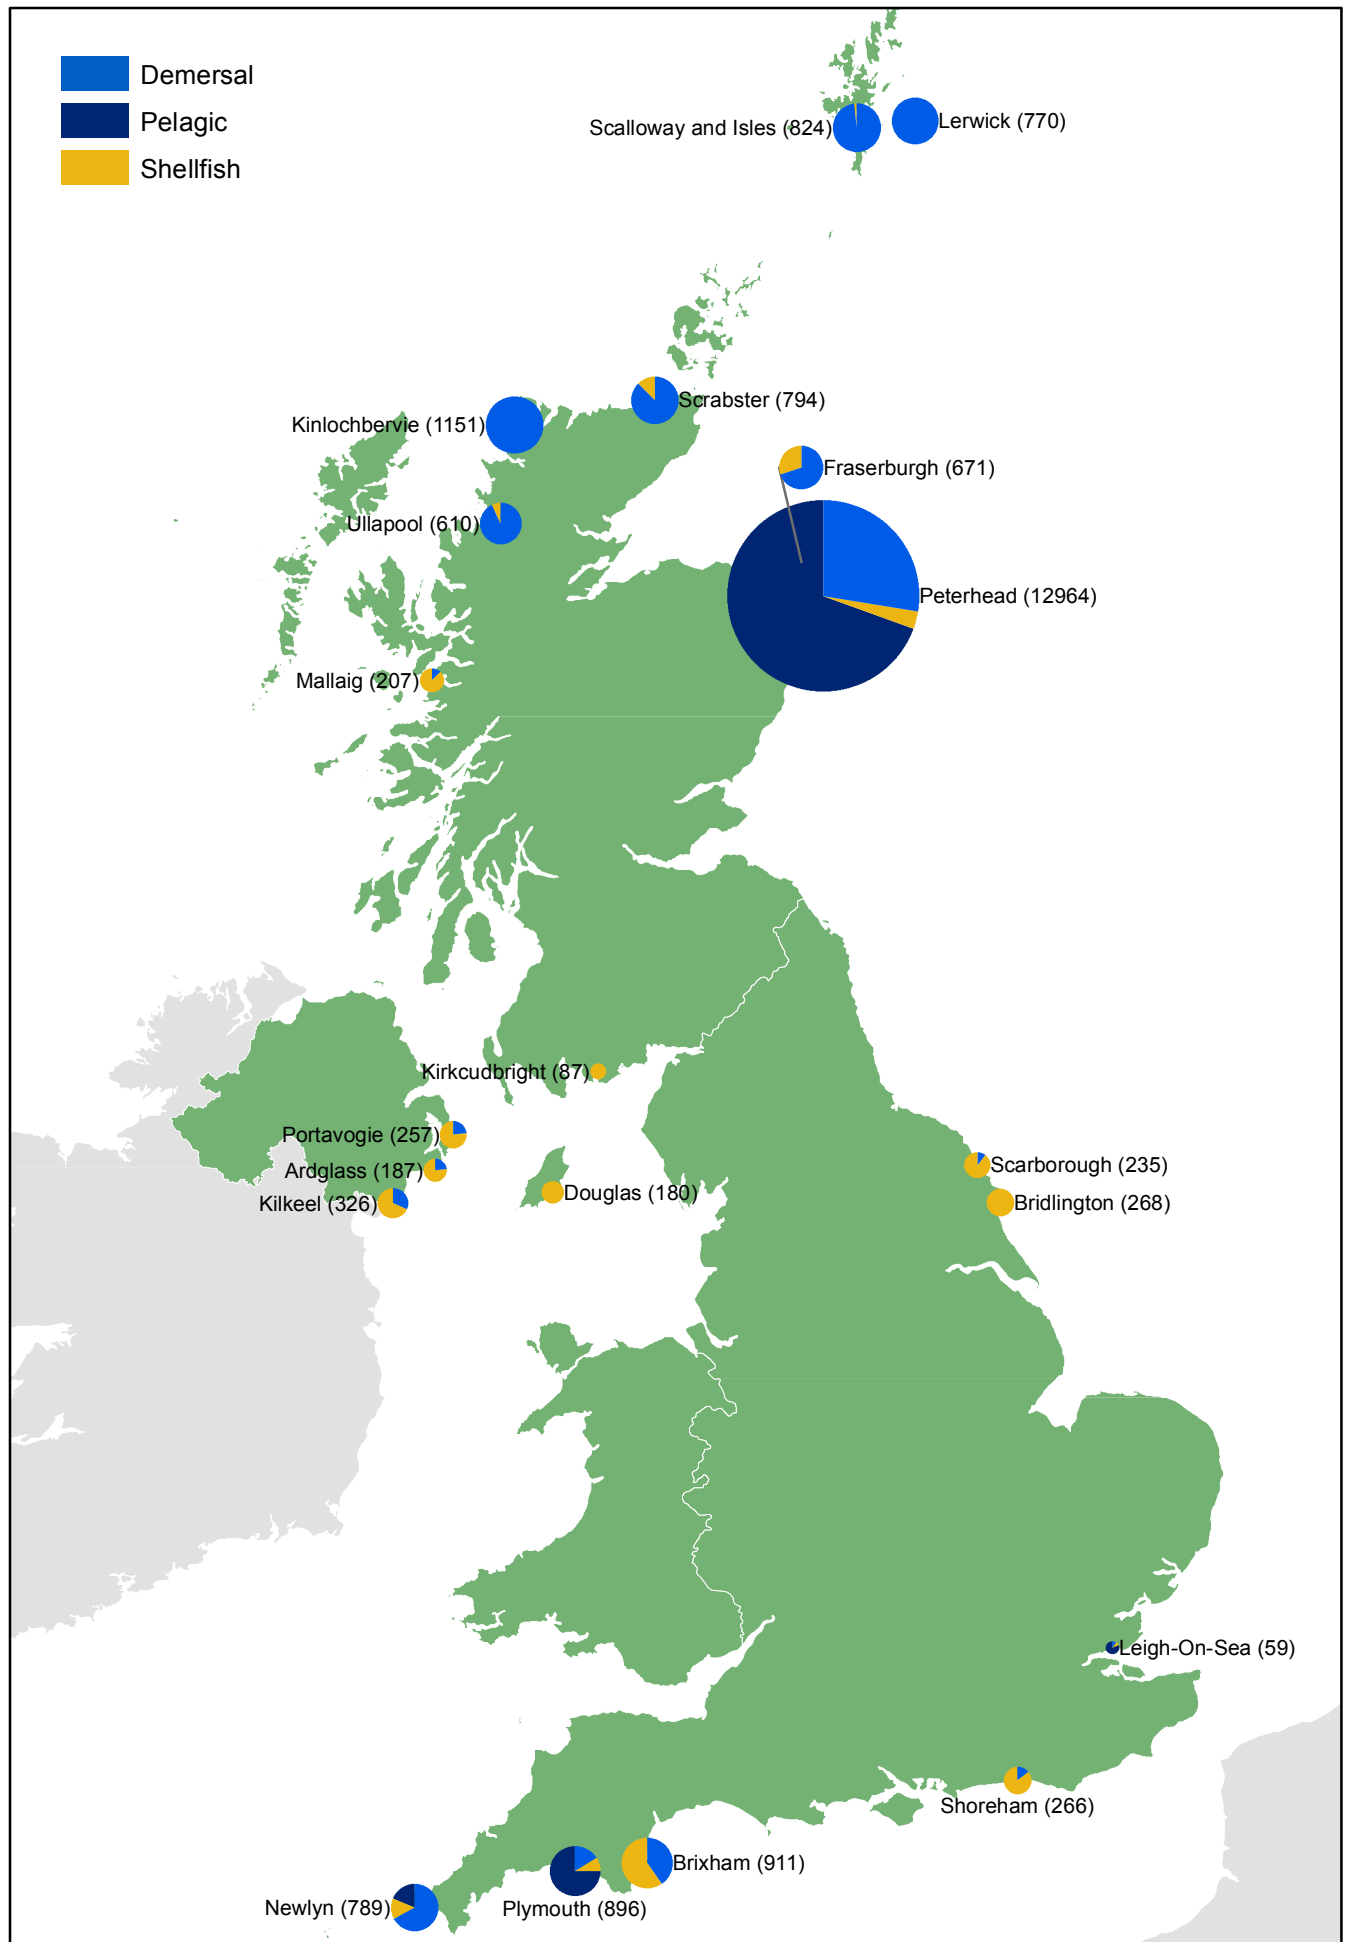 Demersal
Pelagic
Shellfish
Scalloway and Isles (824)
Lerwick (770)
Scrabster (794)
Kinlochbervie (1151)
Fraserburgh (671)
Ullapool (610)
Peterhead (12964)
Mallaig (207)
Kirkcudbright (87)
Portavogie (257)
Ardglass (187)
Scarborough (235)
Kilkeel (326)
Douglas (180)
Bridlington (268)
Leigh-On-Sea (59)
Shoreham (266)
Brixham (911)
Newlyn (789)
Plymouth (896)